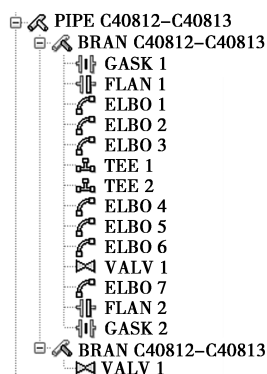 PIPE C40812-C40813
BRAN C40812-C40813
GASK 1
FLAN 1
ELBO 1
ELBO 2
ELBO 3
TEE 1
TEE 2
ELBO 4
ELBO 5
ELBO 6
VALV 1
ELBO 7
FLAN 2
GASK 2
BRAN C40812-C40813
VALV 1